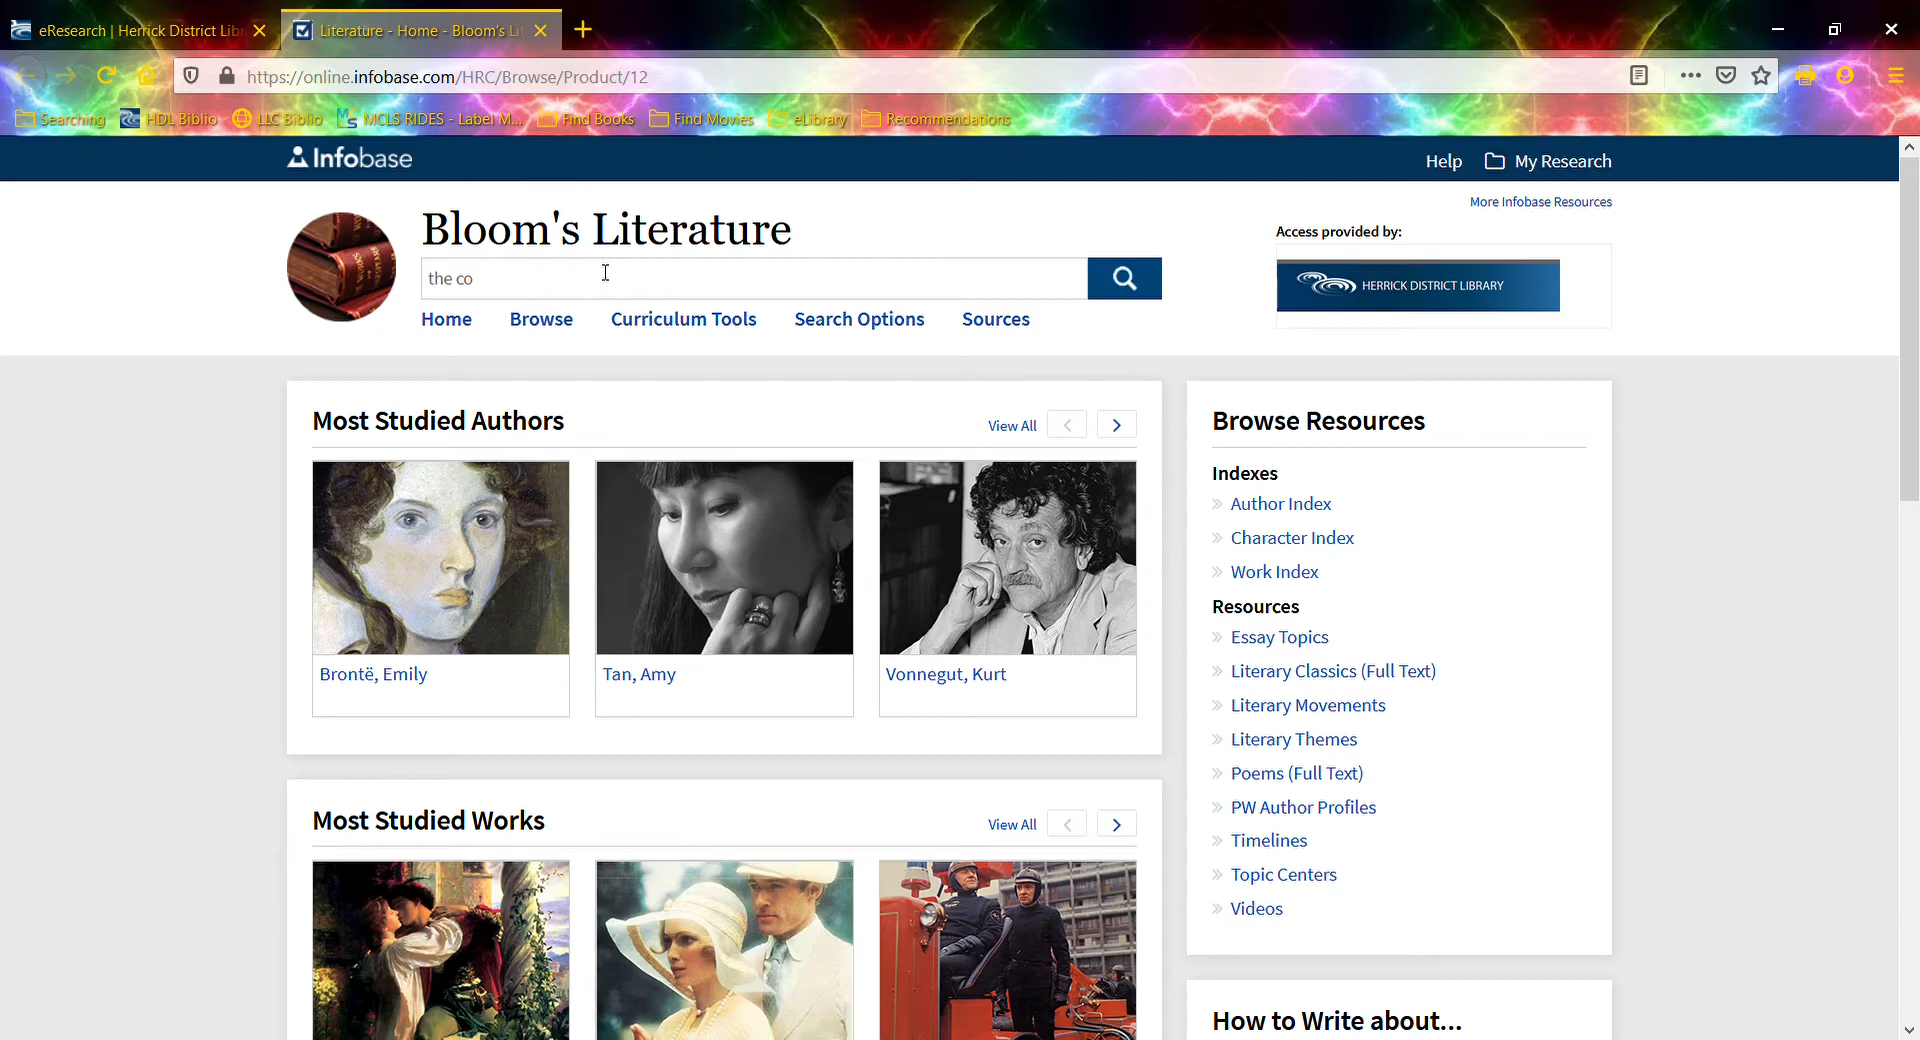 eResearch | Herrick District Lib
Literature - Home - Bloom's Lit
https://online.infobase.com/HRC/Browse/Product/12
Searching
HDL Biblio
LLC Biblio
MCLS RIDES - Label M...
Find Books
Find Movies
eLibrary
Recommendations
Infobase
Help
My Research
More Infobase Resources
Bloom's Literature
Access provided by:
the co
HERRICK DISTRICT LIBRARY
Home
Browse
Curriculum Tools
Search Options
Sources
Most Studied Authors
View All
Brontë, Emily
Tan, Amy
Vonnegut, Kurt
Most Studied Works
View All
Browse Resources
Indexes
Author Index
Character Index
Work Index
Resources
Essay Topics
Literary Classics (Full Text)
Literary Movements
Literary Themes
Poems (Full Text)
PW Author Profiles
Timelines
Topic Centers
Videos
How to Write about...